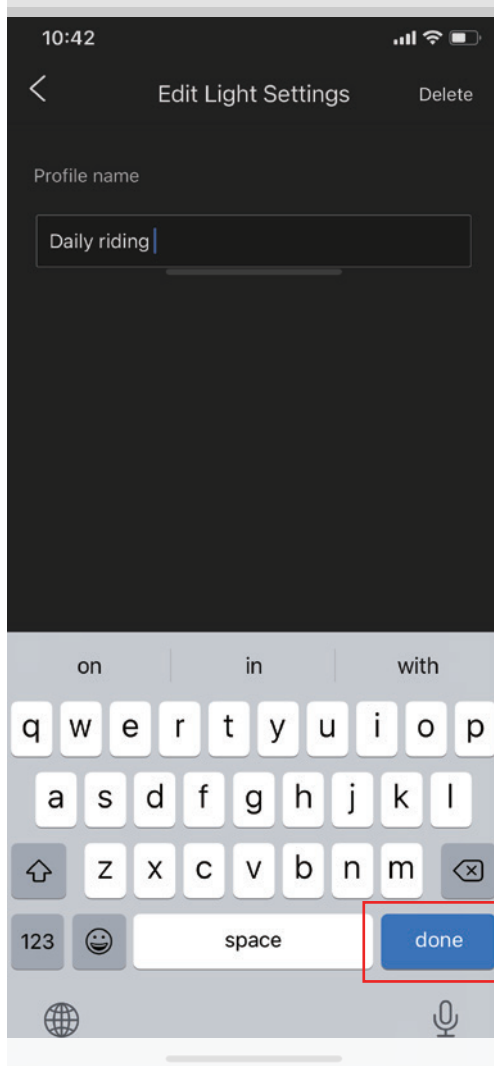 10:42
Edit Light Settings
Delete
Profile name
Daily riding
on in with
q w e r t y u i o p
a s d f g h j k l
z x c v b n m
123 space done